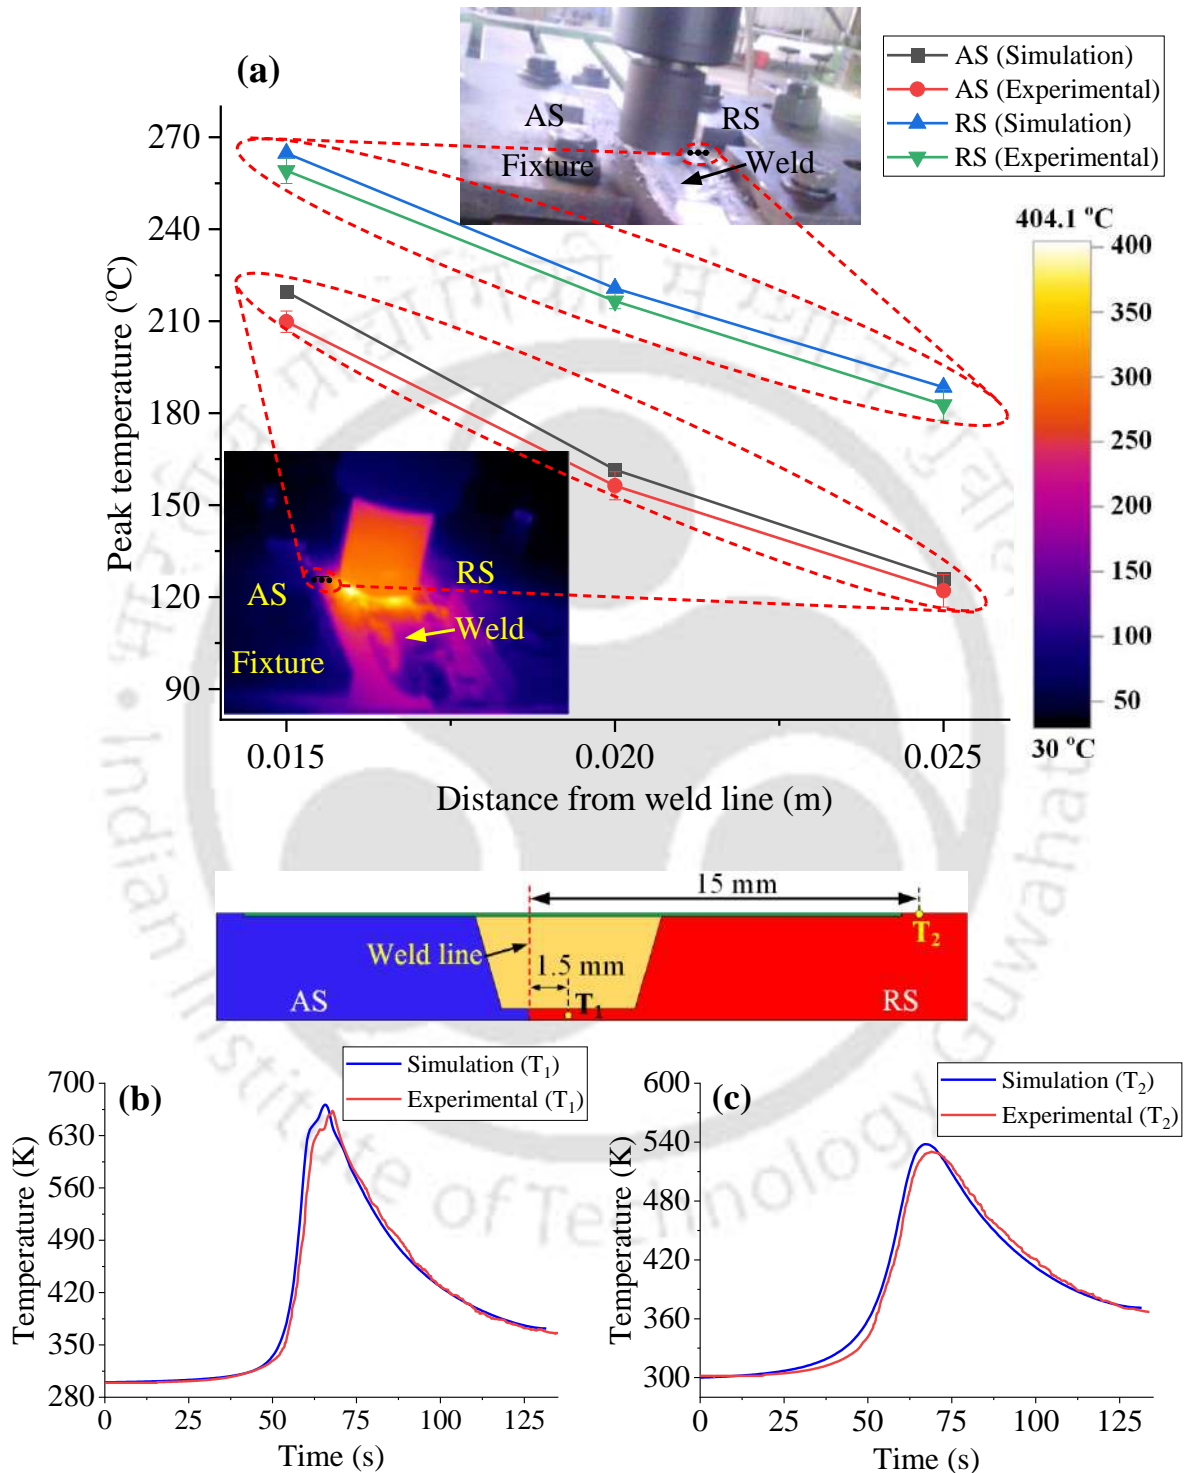 (a)
AS (Simulation)
AS (Experimental)
RS (Simulation)
RS (Experimental)
AS
RS
Fixture
Weld
404.1 °C
400
350
300
250
200
150
100
50
30 °C
Peak temperature (°C)
270
240
210
180
150
120
90
AS
RS
Weld
Fixture
0.015
0.020
0.025
Distance from weld line (m)
15 mm
Weld line
1.5 mm
T₁
T₂
AS
RS
(b)
Simulation (T₁)
Experimental (T₁)
Temperature (K)
700
630
560
490
420
350
280
0
25
50
75
100
125
Time (s)
(c)
Simulation (T₂)
Experimental (T₂)
Temperature (K)
600
540
480
420
360
300
0
25
50
75
100
125
Time (s)
Indian Institute of Technology Guwahati